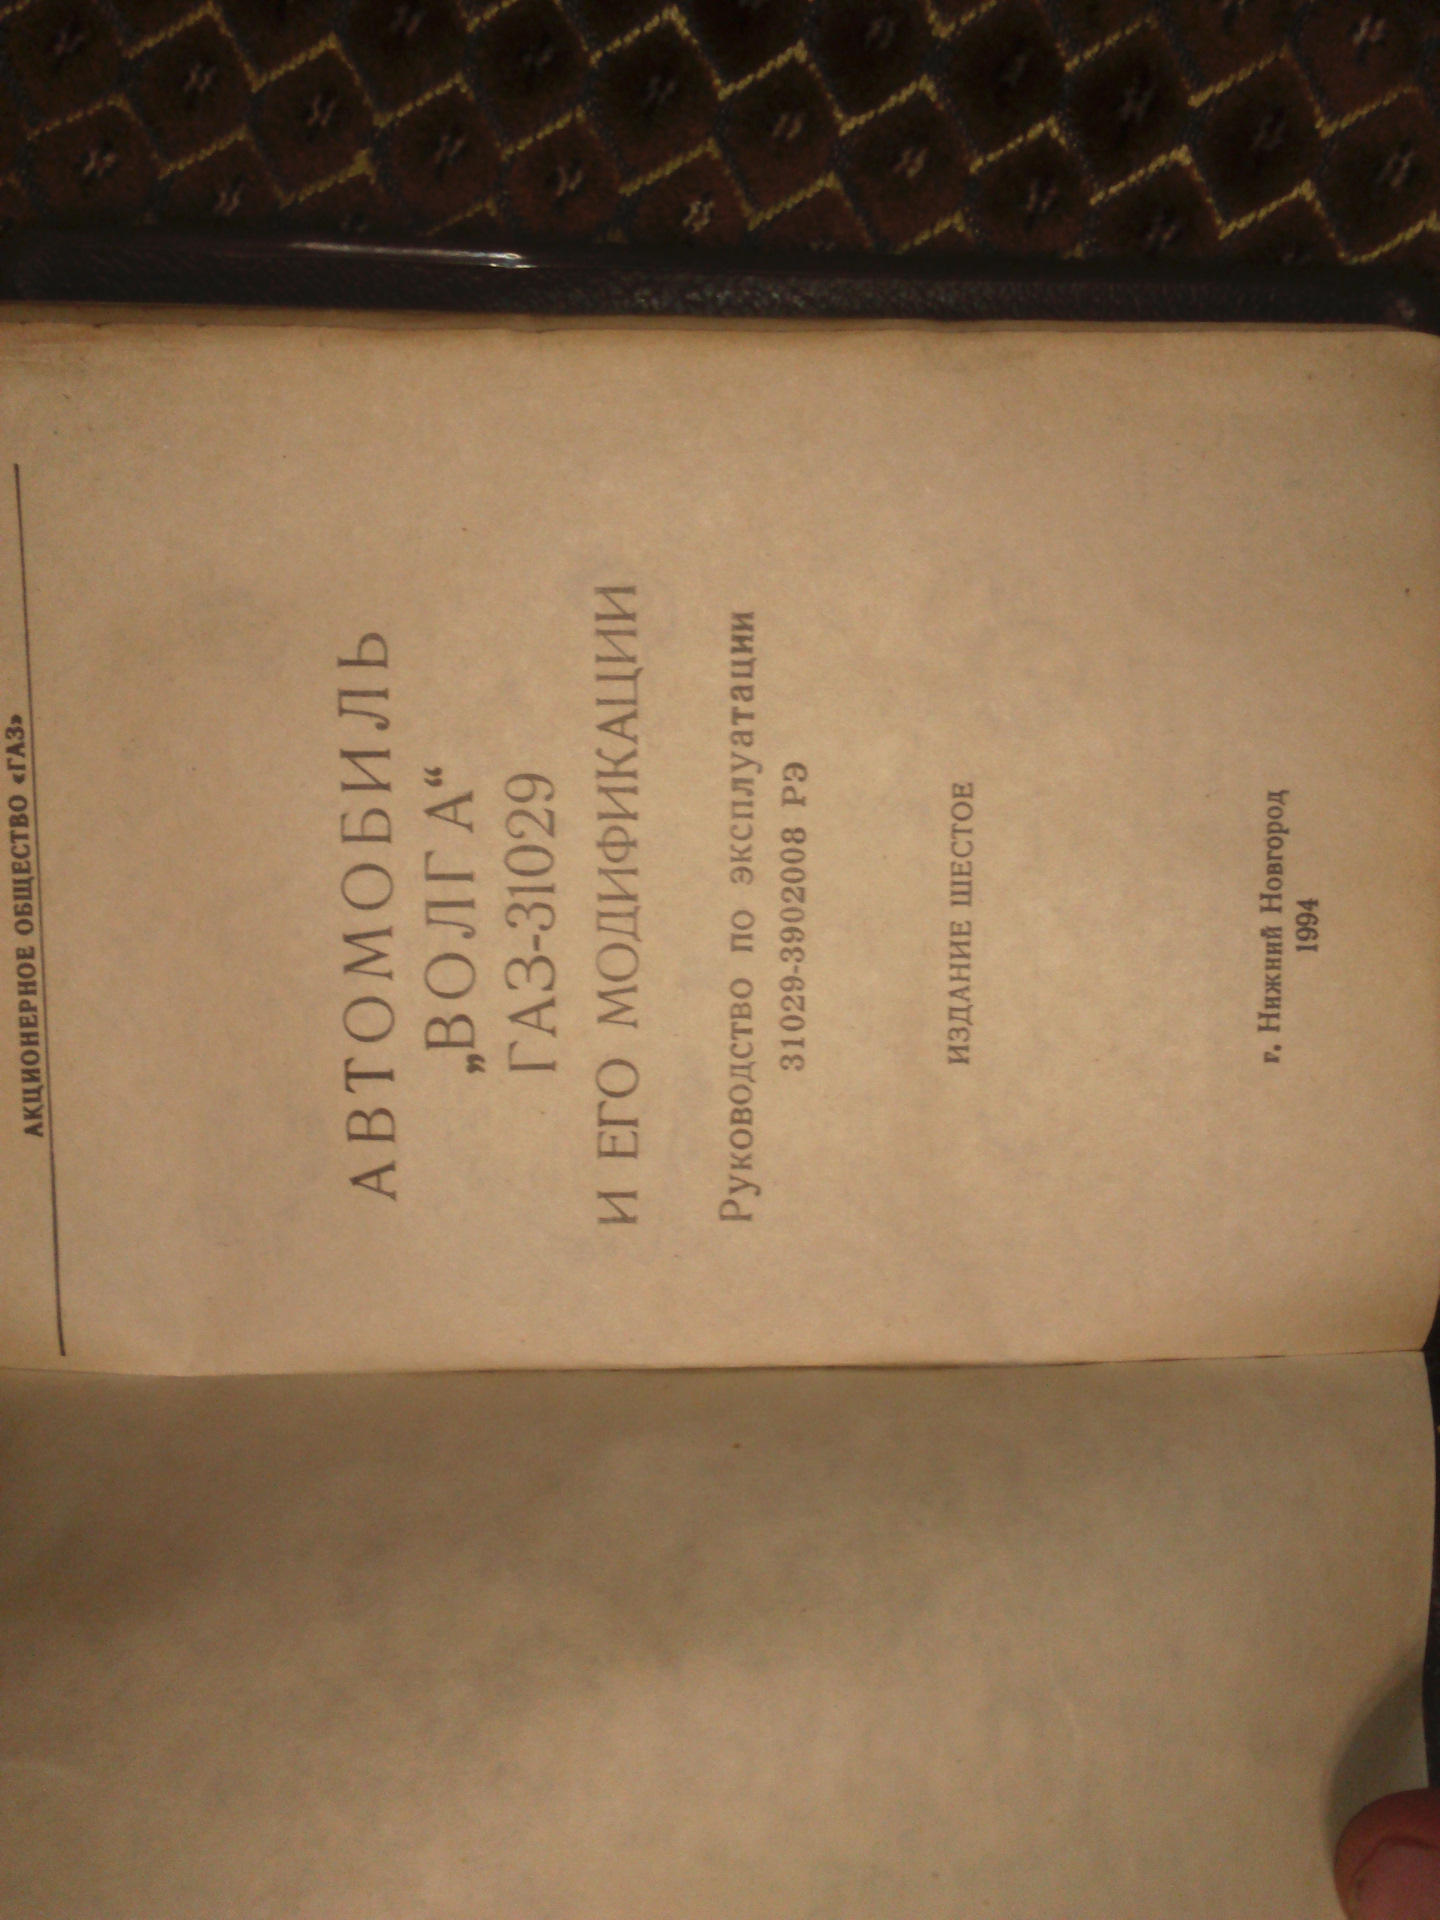 АКЦИОНЕРНОЕ ОБЩЕСТВО «ГАЗ»
АВТОМОБИЛЬ
„ВОЛГА“
ГАЗ-31029
И ЕГО МОДИФИКАЦИИ
Руководство по эксплуатации
31029-3902008 РЭ
ИЗДАНИЕ ШЕСТОЕ
г. Нижний Новгород
1994